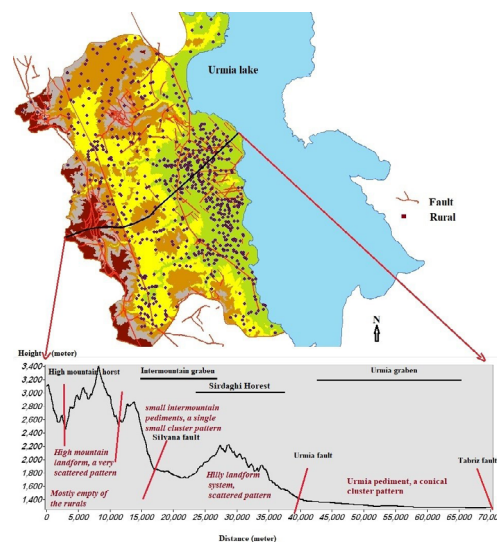 Urmia lake
Fault
Rural
N
Height (meter)
High mountain horst
Intermountain graben
Urmia graben
Sirdaghi Horest
3,400
3,200
3,000
2,800
2,600
2,400
2,200
2,000
1,800
1,600
1,400
small intermountain
pediments, a single
small cluster pattern
Silvana fault
High mountain
landform, a very
scattered pattern
Mostly empty of
the rurals
Hilly landform
system,
scattered pattern
Urmia fault
Tabriz fault
Urmia pediment, a conical
cluster pattern
0 5,000 10,000 15,000 20,000 25,000 30,000 35,000 40,000 45,000 50,000 55,000 60,000 65,000 70,000
Distance (meter)